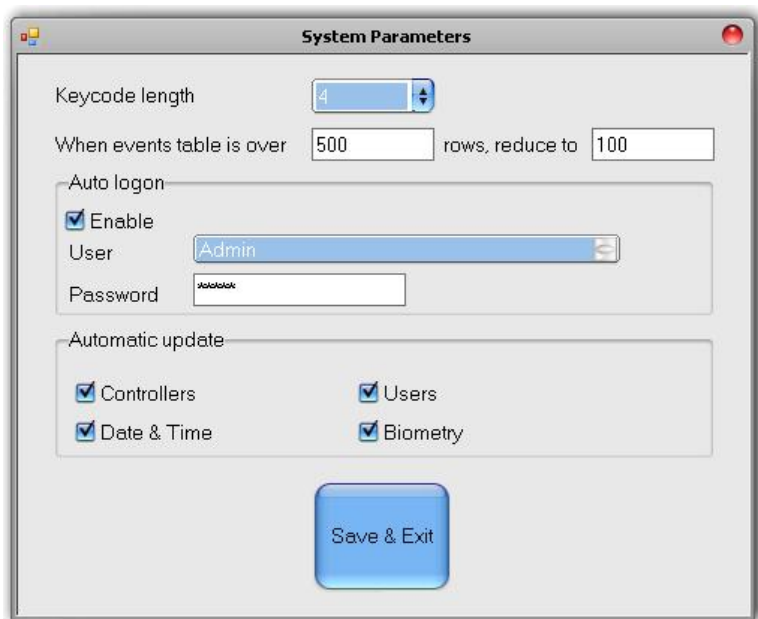 System Parameters
Keycode length 4
When events table is over 500 rows, reduce to 100
Auto logon
Enable
User Admin
Password ******
Automatic update
Controllers Users
Date & Time Biometry
Save & Exit